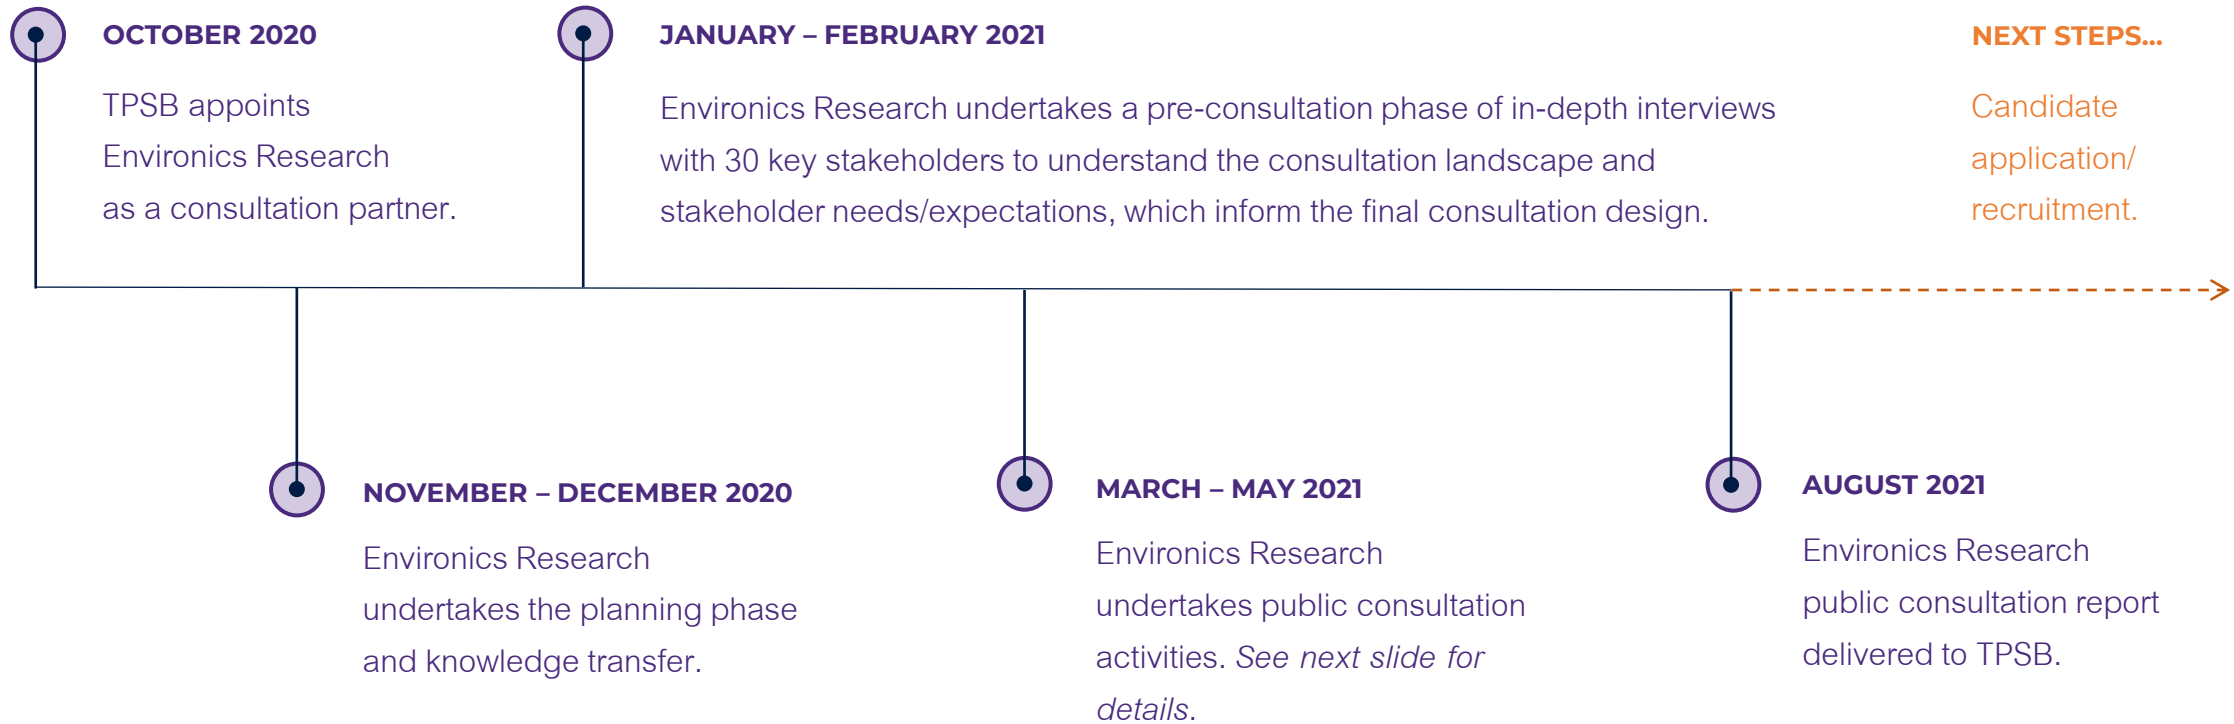 OCTOBER 2020
TPSB appoints
Environics Research
as a consultation partner.
JANUARY – FEBRUARY 2021
Environics Research undertakes a pre-consultation phase of in-depth interviews
with 30 key stakeholders to understand the consultation landscape and
stakeholder needs/expectations, which inform the final consultation design.
NEXT STEPS...
Candidate
application/
recruitment.
NOVEMBER – DECEMBER 2020
Environics Research
undertakes the planning phase
and knowledge transfer.
MARCH – MAY 2021
Environics Research
undertakes public consultation
activities. See next slide for
details.
AUGUST 2021
Environics Research
public consultation report
delivered to TPSB.